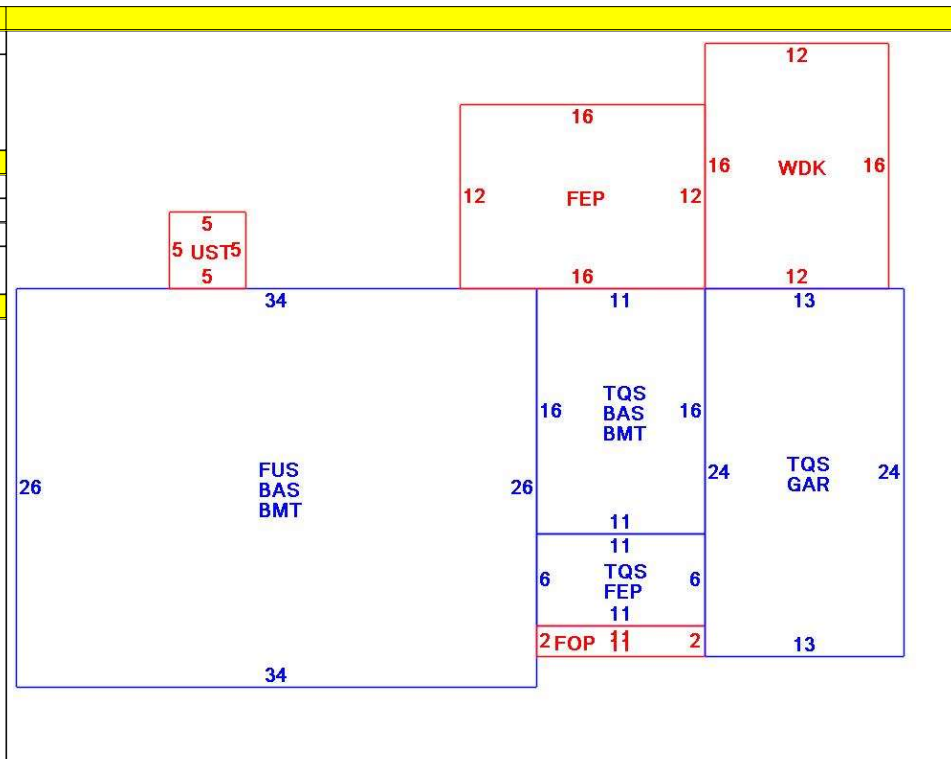 12
16
16 WDK 16
12 FEP 12
5
5 UST 5
5
16
12
34
11
13
TQS
16 BAS 16
BMT
FUS
TQS
26 BAS 26
24 GAR 24
BMT
11
11
TQS
6 FEP 6
11
2 FOP 11 2
13
34